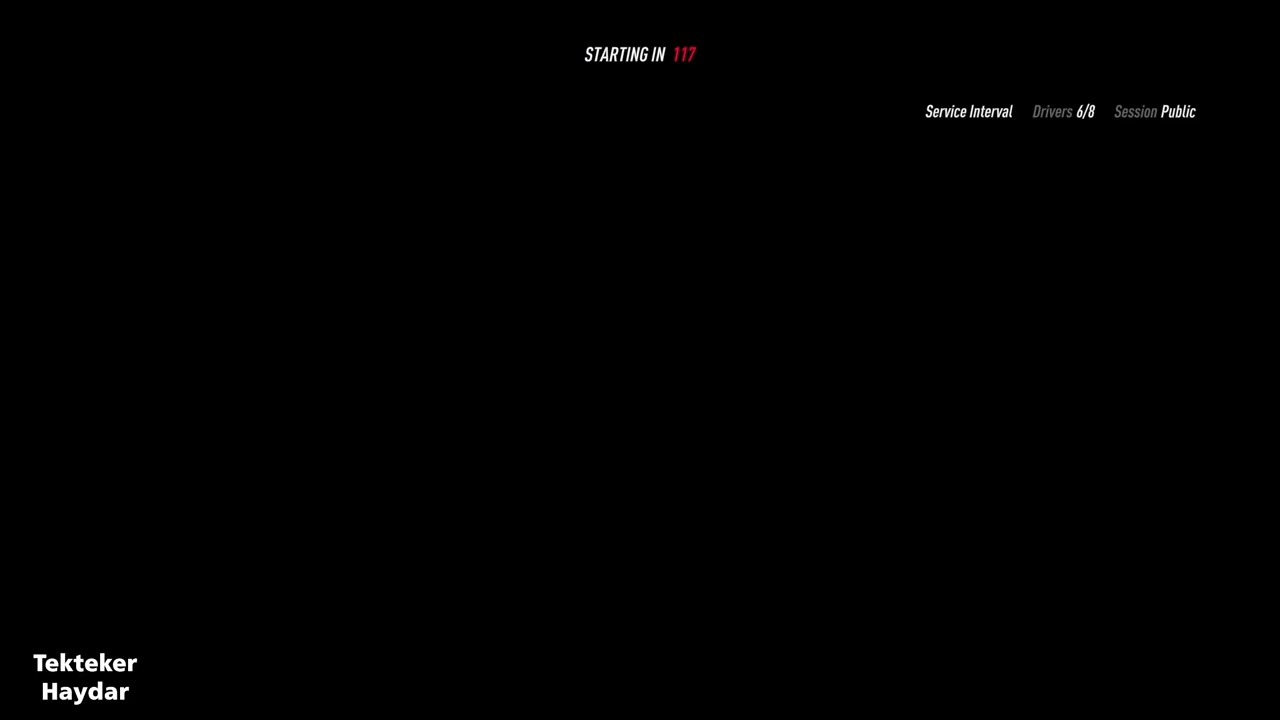 STARTING IN 117
Service Interval Drivers 6/8 Session Public
Tekteker
Haydar